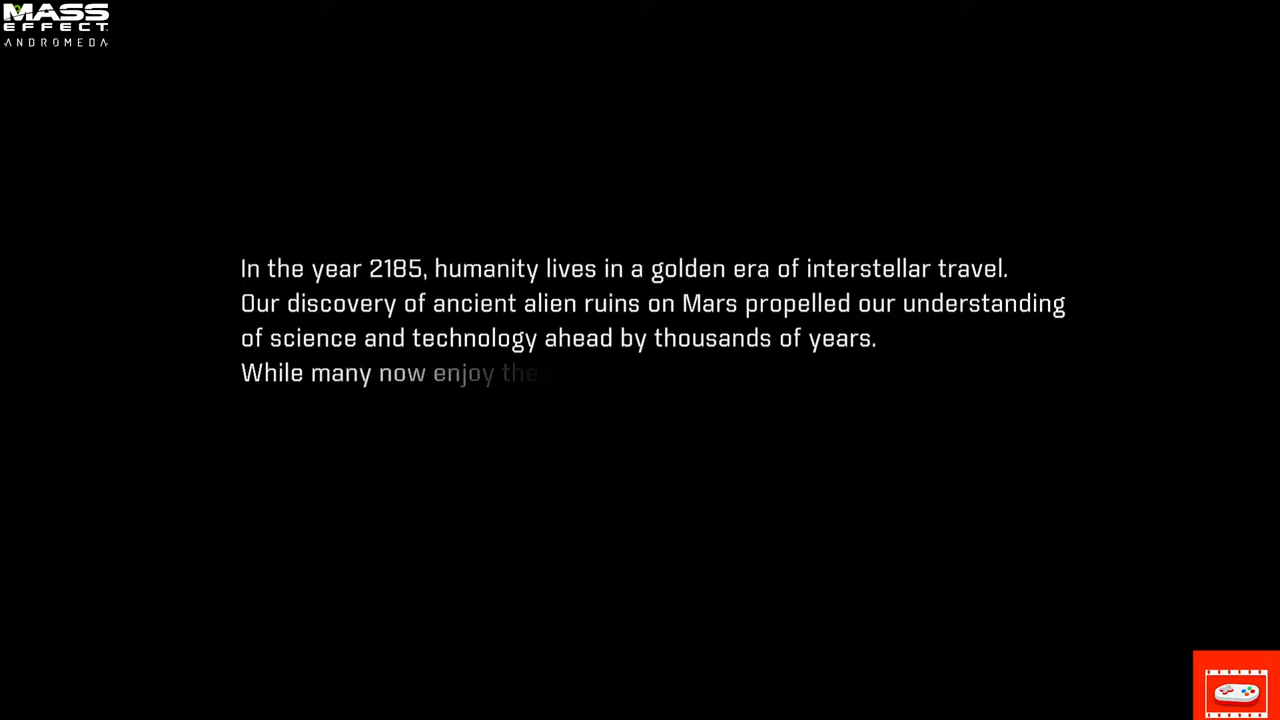 MASS
EFFECT
ANDROMEDA
In the year 2185, humanity lives in a golden era of interstellar travel.
Our discovery of ancient alien ruins on Mars propelled our understanding
of science and technology ahead by thousands of years.
While many now enjoy the